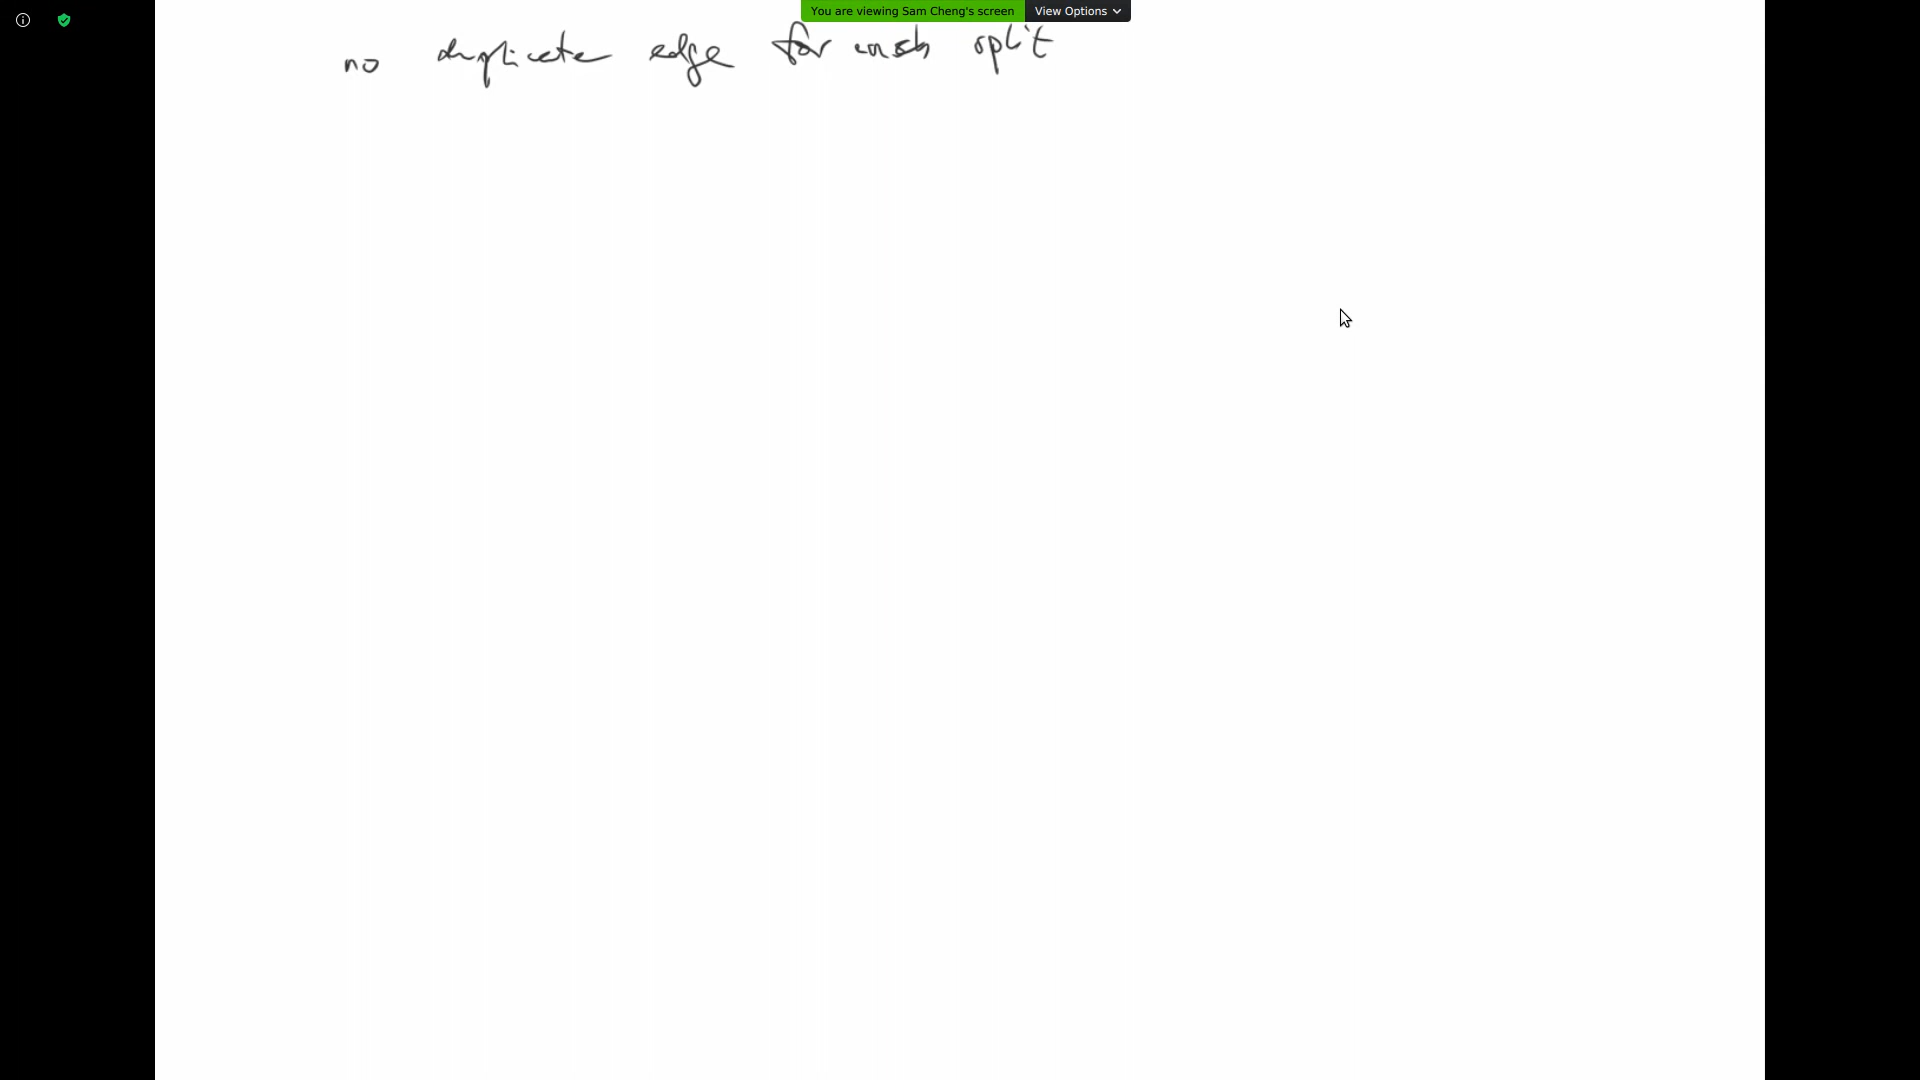 You are viewing Sam Cheng's screen View Options
no duplicate edge for each split